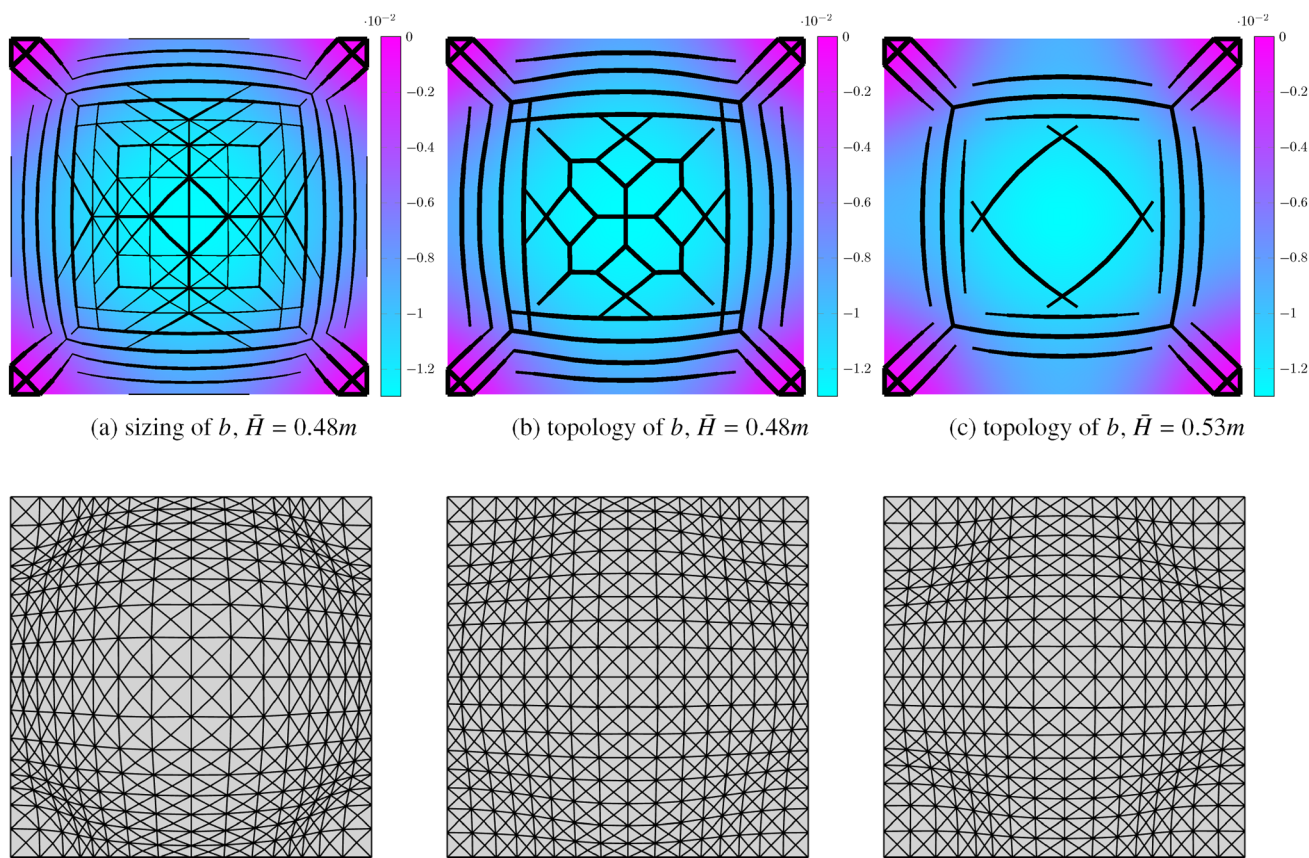 ·10⁻² ·10⁻² ·10⁻²
0 0 0
−0.2 −0.2 −0.2
−0.4 −0.4 −0.4
−0.6 −0.6 −0.6
−0.8 −0.8 −0.8
−1 −1 −1
−1.2 −1.2 −1.2
(a) sizing of b, H̄ = 0.48m (b) topology of b, H̄ = 0.48m (c) topology of b, H̄ = 0.53m